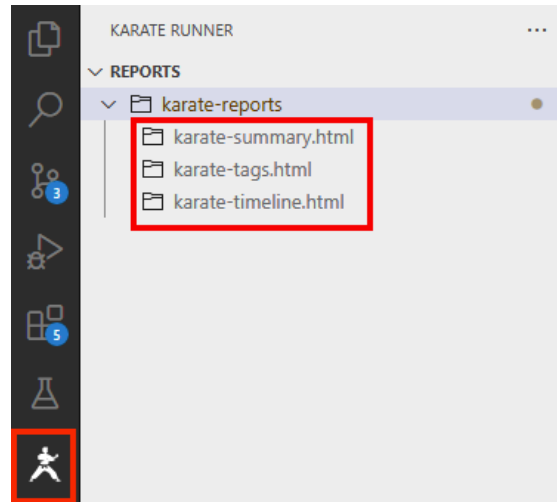 KARATE RUNNER
REPORTS
karate-reports
karate-summary.html
karate-tags.html
karate-timeline.html
3
5